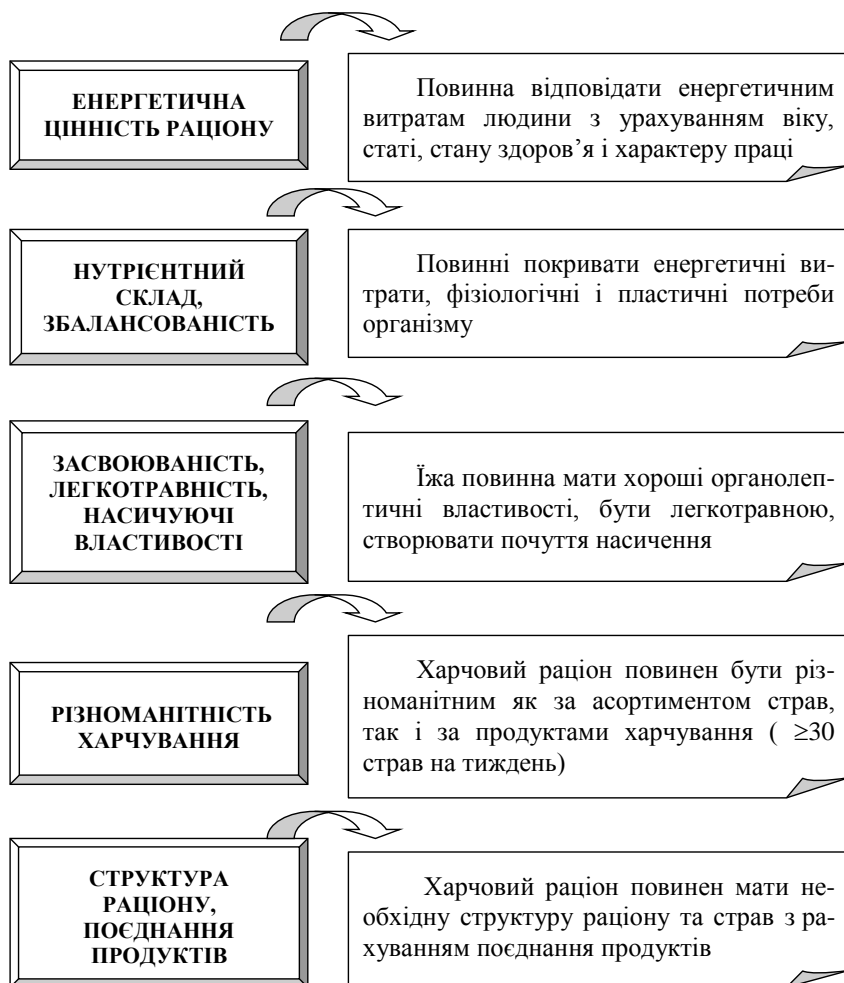 ЕНЕРГЕТИЧНА
ЦІННІСТЬ РАЦІОНУ
Повинна відповідати енергетичним
витратам людини з урахуванням віку,
статі, стану здоров’я і характеру праці
НУТРІЄНТНИЙ
СКЛАД,
ЗБАЛАНСОВАНІСТЬ
Повинні покривати енергетичні ви-
трати, фізіологічні і пластичні потреби
організму
ЗАСВОЮВАНІСТЬ,
ЛЕГКОТРАВНІСТЬ,
НАСИЧУЮЧІ
ВЛАСТИВОСТІ
Їжа повинна мати хороші органолеп-
тичні властивості, бути легкотравною,
створювати почуття насичення
РІЗНОМАНІТНІСТЬ
ХАРЧУВАННЯ
Харчовий раціон повинен бути різ-
номанітним як за асортиментом страв,
так і за продуктами харчування ( ≥30
страв на тиждень)
СТРУКТУРА
РАЦІОНУ,
ПОЄДНАННЯ
ПРОДУКТІВ
Харчовий раціон повинен мати не-
обхідну структуру раціону та страв з ра-
хуванням поєднання продуктів